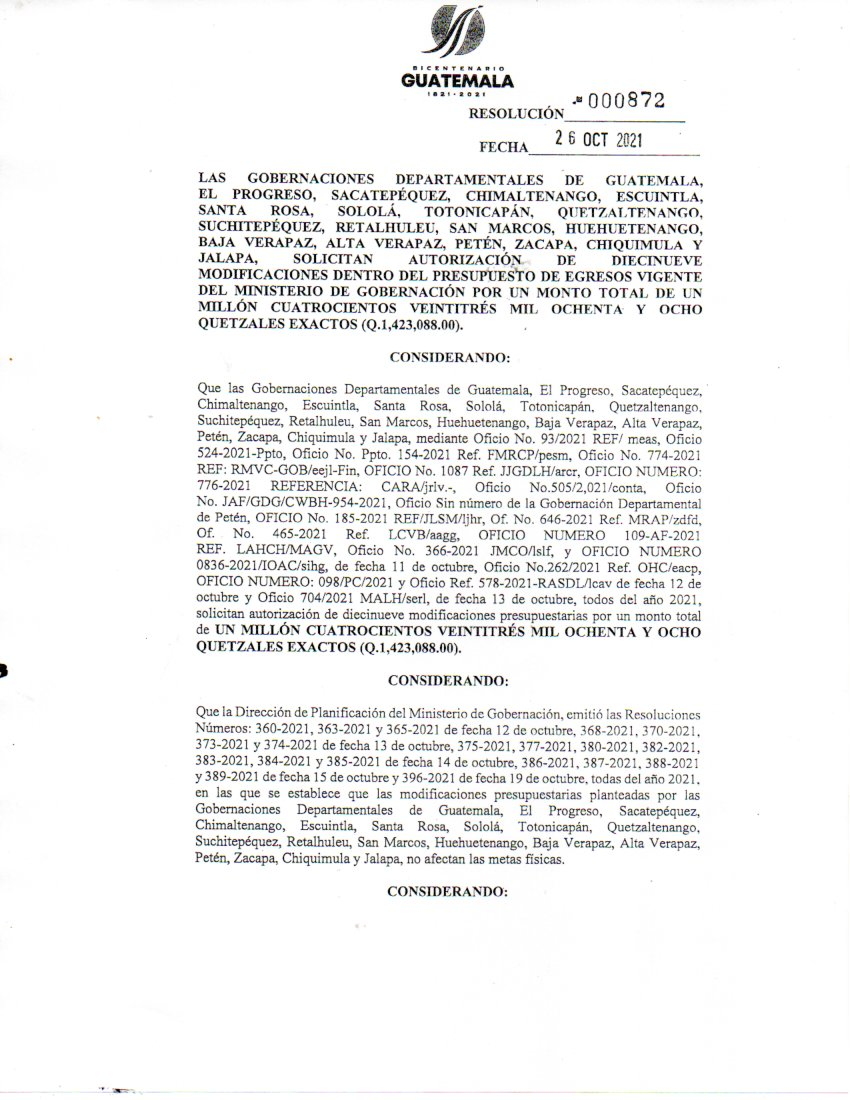 BICENTENARIO
GUATEMALA
1821-2021
RESOLUCIÓN Nº 000872
FECHA 26 OCT 2021
LAS GOBERNACIONES DEPARTAMENTALES DE GUATEMALA,
EL PROGRESO, SACATEPÉQUEZ, CHIMALTENANGO, ESCUINTLA,
SANTA ROSA, SOLOLÁ, TOTONICAPÁN, QUETZALTENANGO,
SUCHITEPÉQUEZ, RETALHULEU, SAN MARCOS, HUEHUETENANGO,
BAJA VERAPAZ, ALTA VERAPAZ, PETÉN, ZACAPA, CHIQUIMULA Y
JALAPA, SOLICITAN AUTORIZACIÓN DE DIECINUEVE
MODIFICACIONES DENTRO DEL PRESUPUESTO DE EGRESOS VIGENTE
DEL MINISTERIO DE GOBERNACIÓN POR UN MONTO TOTAL DE UN
MILLÓN CUATROCIENTOS VEINTITRÉS MIL OCHENTA Y OCHO
QUETZALES EXACTOS (Q.1,423,088.00).
CONSIDERANDO:
Que las Gobernaciones Departamentales de Guatemala, El Progreso, Sacatepéquez,
Chimaltenango, Escuintla, Santa Rosa, Sololá, Totonicapán, Quetzaltenango,
Suchitepéquez, Retalhuleu, San Marcos, Huehuetenango, Baja Verapaz, Alta Verapaz,
Petén, Zacapa, Chiquimula y Jalapa, mediante Oficio No. 93/2021 REF/ meas, Oficio
524-2021-Ppto, Oficio No. Ppto. 154-2021 Ref. FMRCP/pesm, Oficio No. 774-2021
REF: RMVC-GOB/eejl-Fin, OFICIO No. 1087 Ref. JJGDLH/arcr, OFICIO NUMERO:
776-2021 REFERENCIA: CARA/jrlv.-, Oficio No.505/2,021/conta, Oficio
No. JAF/GDG/CWBH-954-2021, Oficio Sin número de la Gobernación Departamental
de Petén, OFICIO No. 185-2021 REF/JLSM/ljhr, Of. No. 646-2021 Ref. MRAP/zdfd,
Of. No. 465-2021 Ref. LCVB/aagg, OFICIO NUMERO 109-AF-2021
REF. LAHCH/MAGV, Oficio No. 366-2021 JMCO/lslf, y OFICIO NUMERO
0836-2021/IOAC/sihg, de fecha 11 de octubre, Oficio No.262/2021 Ref. OHC/eacp,
OFICIO NUMERO: 098/PC/2021 y Oficio Ref. 578-2021-RASDL/lcav de fecha 12 de
octubre y Oficio 704/2021 MALH/serl, de fecha 13 de octubre, todos del año 2021,
solicitan autorización de diecinueve modificaciones presupuestarias por un monto total
de UN MILLÓN CUATROCIENTOS VEINTITRÉS MIL OCHENTA Y OCHO
QUETZALES EXACTOS (Q.1,423,088.00).
CONSIDERANDO:
Que la Dirección de Planificación del Ministerio de Gobernación, emitió las Resoluciones
Números: 360-2021, 363-2021 y 365-2021 de fecha 12 de octubre, 368-2021, 370-2021,
373-2021 y 374-2021 de fecha 13 de octubre, 375-2021, 377-2021, 380-2021, 382-2021,
383-2021, 384-2021 y 385-2021 de fecha 14 de octubre, 386-2021, 387-2021, 388-2021
y 389-2021 de fecha 15 de octubre y 396-2021 de fecha 19 de octubre, todas del año 2021,
en las que se establece que las modificaciones presupuestarias planteadas por las
Gobernaciones Departamentales de Guatemala, El Progreso, Sacatepéquez,
Chimaltenango, Escuintla, Santa Rosa, Sololá, Totonicapán, Quetzaltenango,
Suchitepéquez, Retalhuleu, San Marcos, Huehuetenango, Baja Verapaz, Alta Verapaz,
Petén, Zacapa, Chiquimula y Jalapa, no afectan las metas físicas.
CONSIDERANDO: